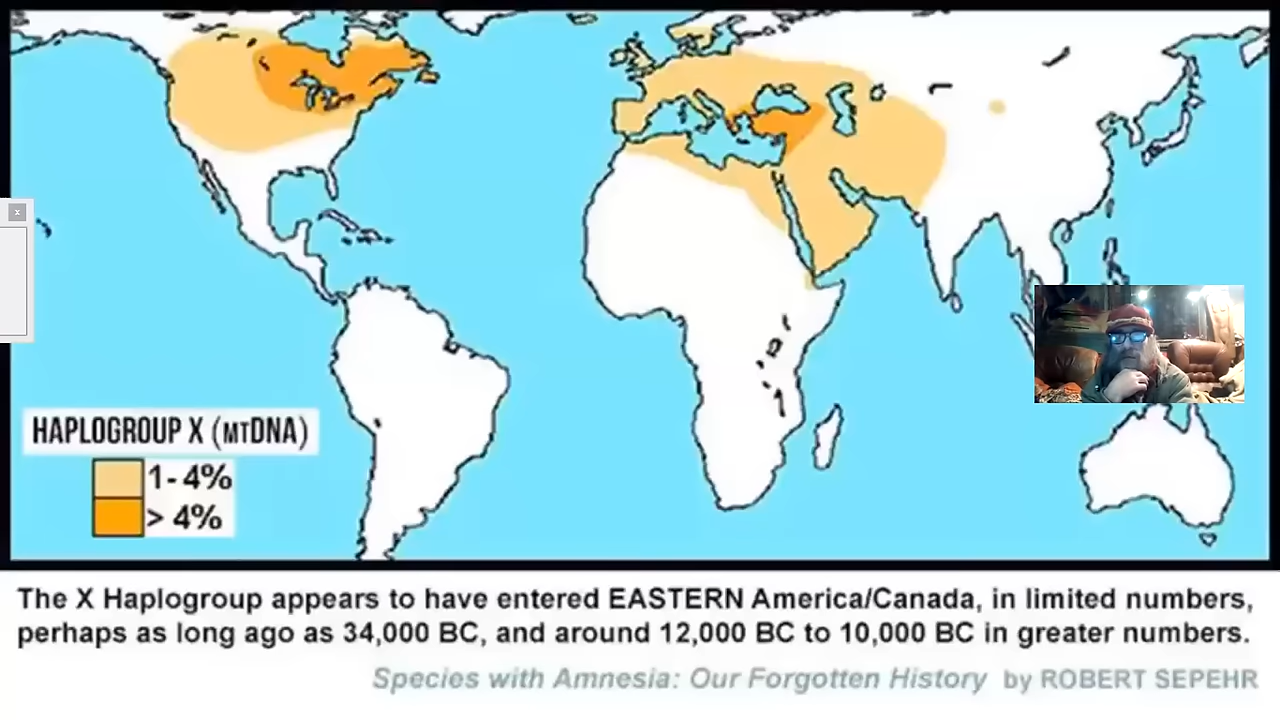 x
HAPLOGROUP X (MTDNA)
1-4%
> 4%
The X Haplogroup appears to have entered EASTERN America/Canada, in limited numbers,
perhaps as long ago as 34,000 BC, and around 12,000 BC to 10,000 BC in greater numbers.
Species with Amnesia: Our Forgotten History by ROBERT SEPEHR